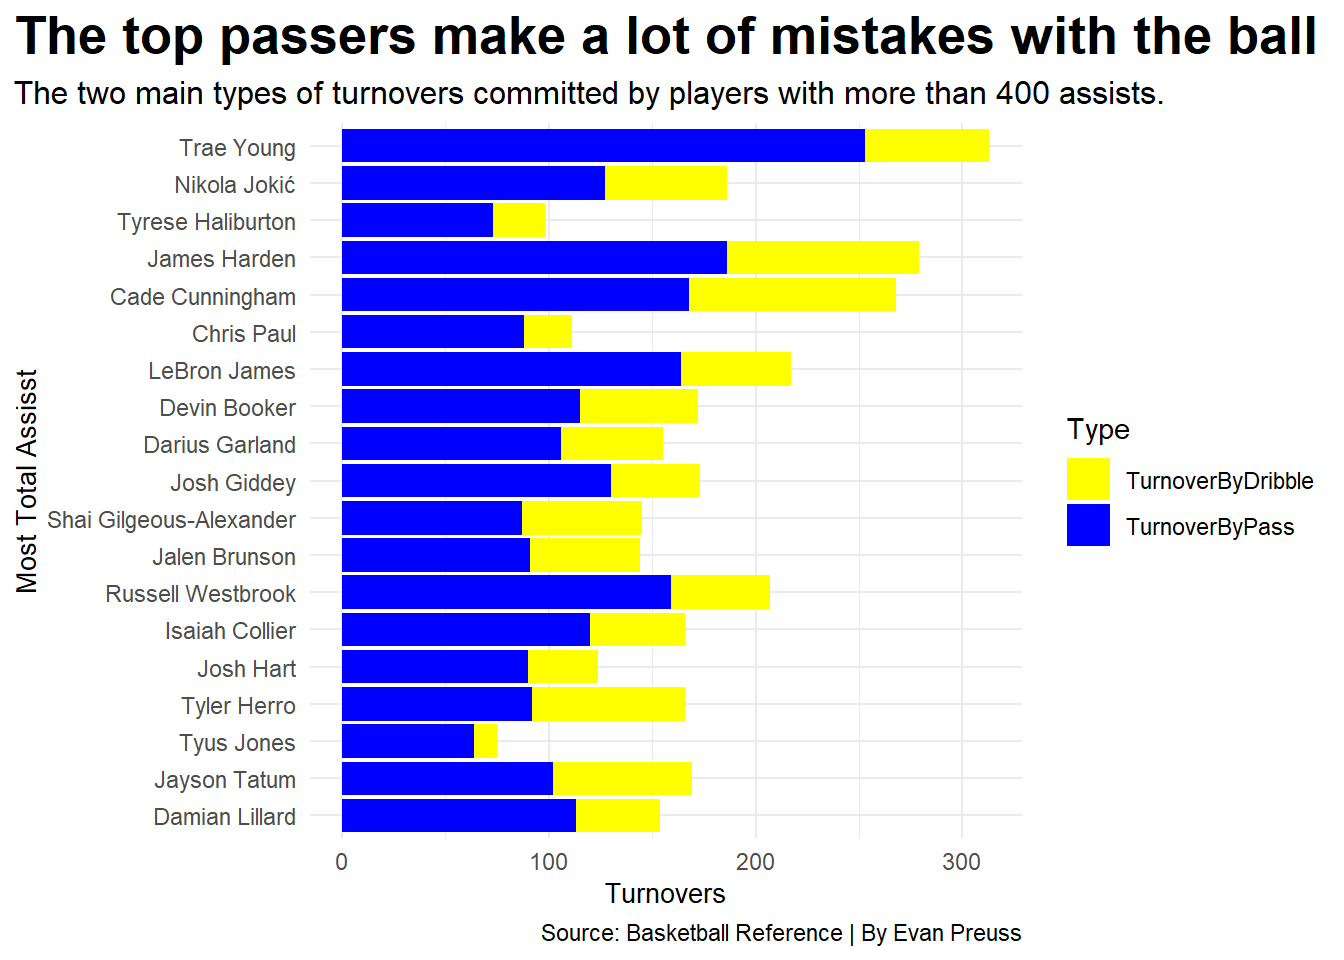 The top passers make a lot of mistakes with the ball
The two main types of turnovers committed by players with more than 400 assists.
Most Total Assisst
Trae Young
Nikola Jokić
Tyrese Haliburton
James Harden
Cade Cunningham
Chris Paul
LeBron James
Devin Booker
Darius Garland
Josh Giddey
Shai Gilgeous-Alexander
Jalen Brunson
Russell Westbrook
Isaiah Collier
Josh Hart
Tyler Herro
Tyus Jones
Jayson Tatum
Damian Lillard
0 100 200 300
Turnovers
Type
TurnoverByDribble
TurnoverByPass
Source: Basketball Reference | By Evan Preuss